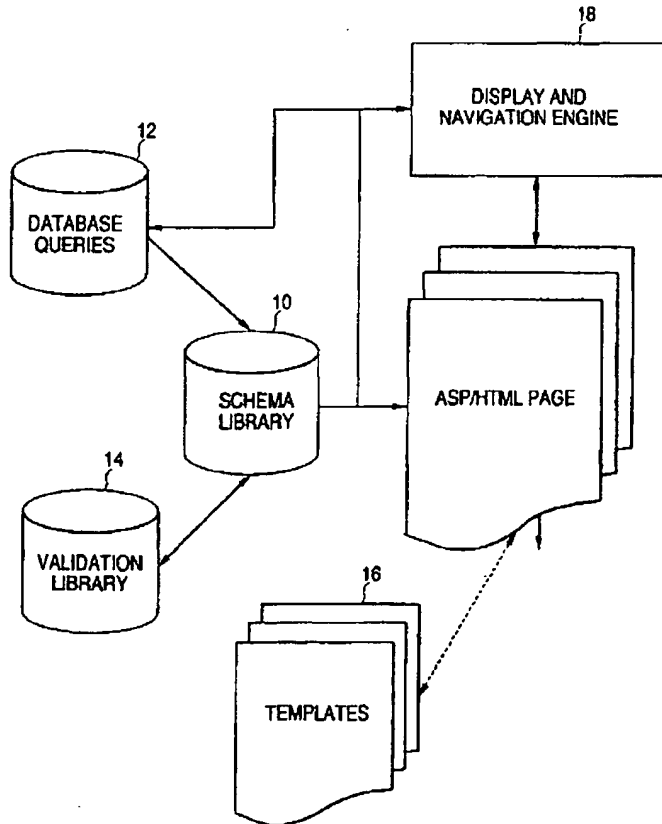 18
DISPLAY AND
NAVIGATION ENGINE
12
DATABASE
QUERIES
10
SCHEMA
LIBRARY
ASP/HTML PAGE
14
VALIDATION
LIBRARY
16
TEMPLATES